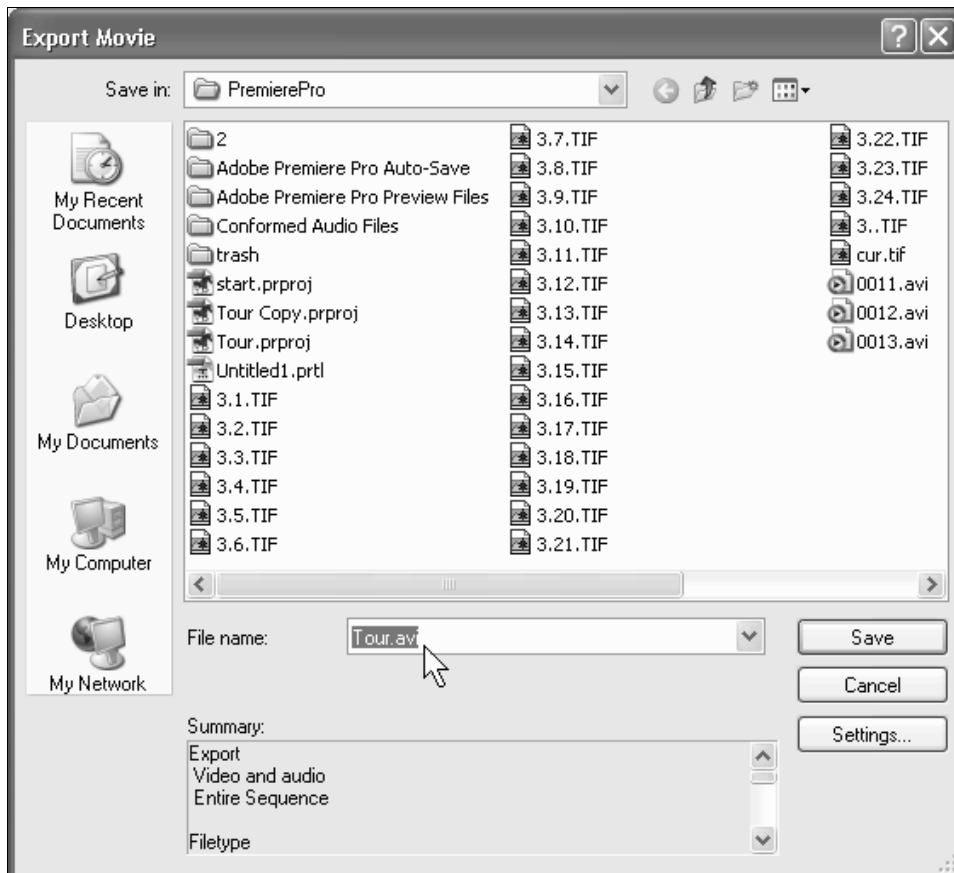 Export Movie
Save in:
PremierePro
My Recent
Documents
Desktop
My Documents
My Computer
My Network
2
Adobe Premiere Pro Auto-Save
Adobe Premiere Pro Preview Files
Conformed Audio Files
trash
start.prproj
Tour Copy.prproj
Tour.prproj
Untitled1.prtl
3.1.TIF
3.2.TIF
3.3.TIF
3.4.TIF
3.5.TIF
3.6.TIF
3.7.TIF
3.8.TIF
3.9.TIF
3.10.TIF
3.11.TIF
3.12.TIF
3.13.TIF
3.14.TIF
3.15.TIF
3.16.TIF
3.17.TIF
3.18.TIF
3.19.TIF
3.20.TIF
3.21.TIF
3.22.TIF
3.23.TIF
3.24.TIF
3..TIF
cur.tif
0011.avi
0012.avi
0013.avi
File name:
Tour.avi
Save
Cancel
Settings...
Summary:
Export
Video and audio
Entire Sequence
Filetype